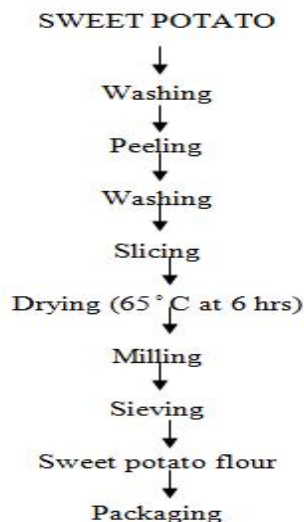 SWEET POTATO
Washing
Peeling
Washing
Slicing
Drying (65°C at 6 hrs)
Milling
Sieving
Sweet potato flour
Packaging